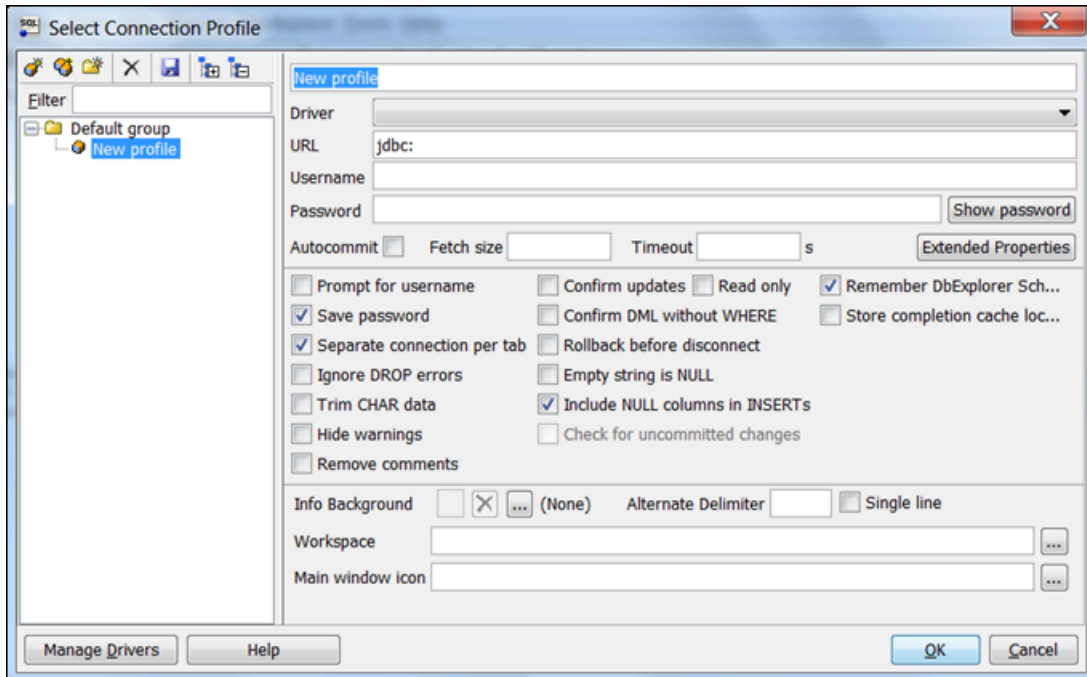 SQL Select Connection Profile
Filter
Default group
New profile
New profile
Driver
URL jdbc:
Username
Password Show password
Autocommit Fetch size Timeout s Extended Properties
Prompt for username Confirm updates Read only Remember DbExplorer Sch...
Save password Confirm DML without WHERE Store completion cache loc...
Separate connection per tab Rollback before disconnect
Ignore DROP errors Empty string is NULL
Trim CHAR data Include NULL columns in INSERTs
Hide warnings Check for uncommitted changes
Remove comments
Info Background ... (None) Alternate Delimiter Single line
Workspace ...
Main window icon ...
Manage Drivers Help OK Cancel